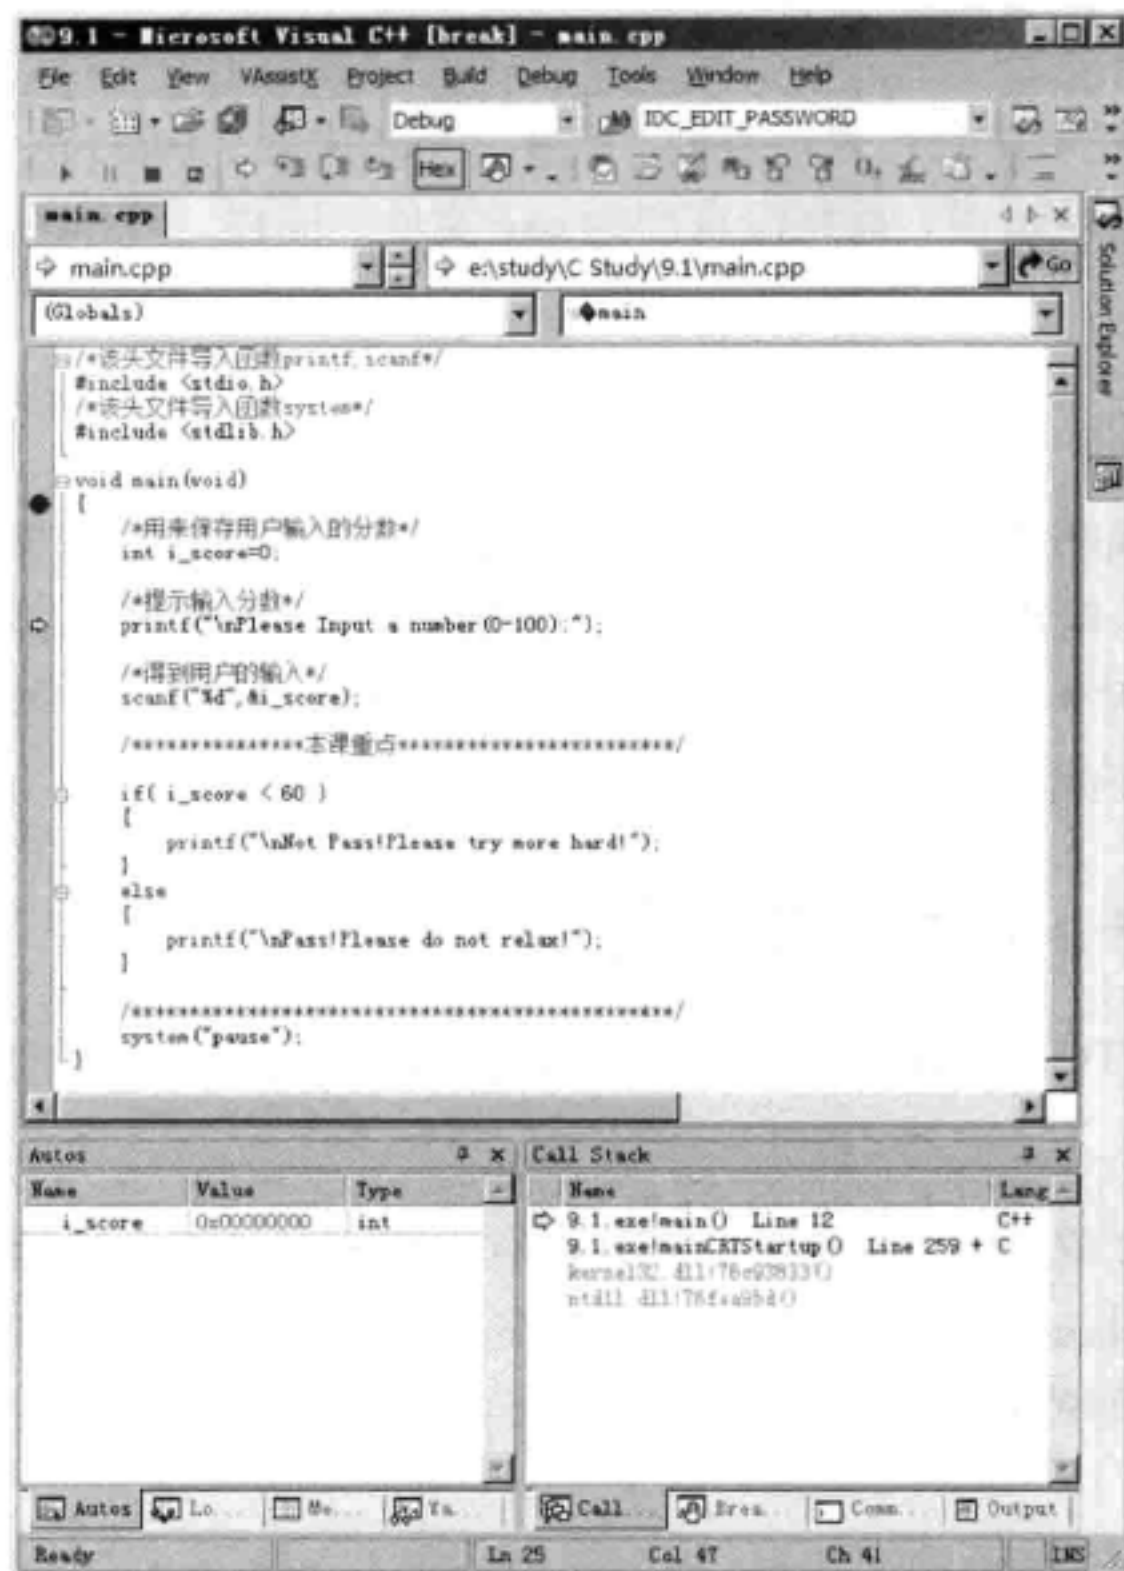 9.1 - Microsoft Visual C++ [break] - main.cpp
File Edit View VAssistX Project Build Debug Tools Window Help
Debug IDC_EDIT_PASSWORD
Hex
main.cpp
main.cpp e:\study\C Study\9.1\main.cpp Go
(Globals) main
Solution Explorer
/*该头文件导入函数printf,scanf*/
#include <stdio.h>
/*该头文件导入函数system*/
#include <stdlib.h>
void main(void)
{
/*用来保存用户输入的分数*/
int i_score=0;
/*提示输入分数*/
printf("\nPlease Input a number(0-100):");
/*得到用户的输入*/
scanf("%d",&i_score);
/***************本课重点************************/
if( i_score < 60 )
{
printf("\nNot Pass!Please try more hard!");
}
else
{
printf("\nPass!Please do not relax!");
}
/***********************************************/
system("pause");
}
Autos
Name Value Type
i_score 0x00000000 int
Call Stack
Name Lang
9.1.exe!main() Line 12 C++
9.1.exe!mainCRTStartup() Line 259 + C
kernel32.dll!76c93833()
Autos Lo... Me... Va...
Call... Brea... Comm... Output
Ready Ln 25 Col 47 Ch 41 INS